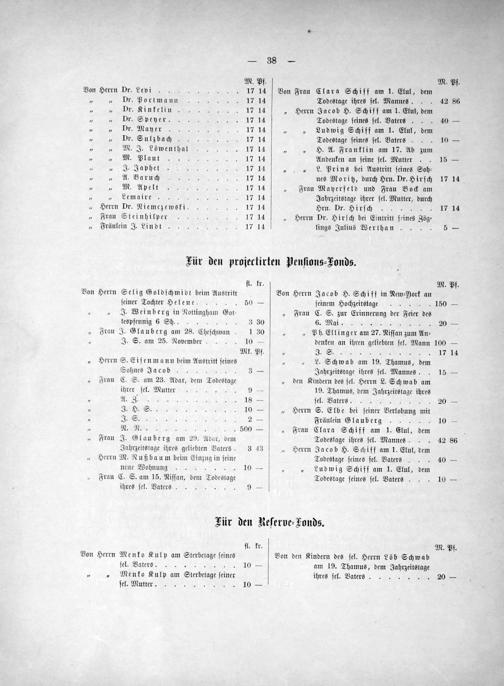 — 38 —
M. Pf.
Von Herrn Dr. Levi . . . . . . . . . 17 14
„ „ Dr. Portmann . . . . . . . 17 14
„ „ Dr. Kinkelin . . . . . . . 17 14
„ „ Dr. Speyer . . . . . . . . 17 14
„ „ Dr. Mayer . . . . . . . . 17 14
„ „ Dr. Sulzbach . . . . . . . 17 14
„ „ M. J. Löwenthal . . . . . . 17 14
„ „ M. Plaut . . . . . . . . 17 14
„ „ J. Japhet . . . . . . . . 17 14
„ „ A. Baruch . . . . . . . . 17 14
„ „ M. Apelt . . . . . . . . 17 14
„ „ Lemaire . . . . . . . . . 17 14
„ Herrn Dr. Niemczewski . . . . . . 17 14
„ Frau Steinhilper . . . . . . . 17 14
„ Fräulein J. Lindt . . . . . . . 17 14
M. Pf.
Von Frau Clara Schiff am 1. Elul, dem
Todestage ihres sel. Mannes . . . 42 86
„ Herrn Jacob H. Schiff am 1. Elul, dem
Todestage seines sel. Vaters . . . 40 —
„ „ Ludwig Schiff am 1. Elul, dem
Todestage seines sel. Vaters . . . 10 —
„ „ H. A. Franklin am 17. Ab zum
Andenken an seine sel. Mutter . . 15 —
„ „ L. Prins bei Austritt seines Soh-
nes Moritz, durch Hrn. Dr. Hirsch 17 14
„ Frau Mayerfeld und Frau Bock am
Jahrzeitstage ihrer sel. Mutter, durch
Hrn. Dr. Hirsch . . . . . . 17 14
„ Herrn Dr. Hirsch bei Eintritt seines Zög-
lings Julius Werthan . . . . 5 —
Für den projectirten Pensions-Fonds.
fl. kr.
Von Herrn Selig Goldschmidt beim Austritt
seiner Tochter Helene . . . . . 50 —
„ „ J. Weinberg in Nottingham Got-
tespfennig 6 Sh. . . . . . . . 3 30
„ Frau J. Glauberg am 28. Cheschwan . 1 30
„ J. S. am 25. November . . . . 10 —
Mk. Pf.
„ Herrn S. Eisenmann beim Austritt seines
Sohnes Jacob . . . . . . . 3 —
„ Frau C. S. am 23. Adar, dem Todestage
ihrer sel. Mutter . . . . . . 9 —
„ A. J. . . . . . . . . . . 18 —
„ J. H. S. . . . . . . . . . 10 —
„ J. S. . . . . . . . . . . 2 —
„ N. N. . . . . . . . . . . 500 —
„ Frau J. Glauberg am 29. Adar, dem
Jahrzeitstage ihres geliebten Vaters . 3 43
„ Herrn M. Nußbaum beim Einzug in seine
neue Wohnung . . . . . . . 10 —
„ Frau C. S. am 15. Nissan, dem Todestage
ihres sel. Vaters . . . . . . 9 —
M. Pf.
Von Herrn Jacob H. Schiff in New-York an
seinem Hochzeitstage . . . . . 150 —
„ Frau C. S. zur Erinnerung der Feier des
6. Mai . . . . . . . . . 20 —
„ „ Ph Ellinger am 27. Nissan zum An-
denken an ihren geliebten sel. Mann 100 —
„ J. S. . . . . . . . . . 17 14
„ „ L. Schwab am 19. Thamus, dem
Jahrzeitstage ihres sel. Mannes . . 15 —
„ den Kindern des sel. Herrn L. Schwab am
19. Thamus, dem Jahrzeitstage ihres
sel. Vaters . . . . . . . . 20 —
„ Herrn S. Elbe bei seiner Verlobung mit
Fräulein Glauberg . . . . . 10 —
„ Frau Clara Schiff am 1. Elul, dem
Todestage ihres sel. Mannes . . . 42 86
„ Herrn Jacob H. Schiff am 1. Elul, dem
Todestage seines sel. Vaters . . . 40 —
„ „ Ludwig Schiff am 1. Elul, dem
Todestage seines sel. Vaters . . . 10 —
Für den Reserve-Fonds.
fl. kr.
Von Herrn Menko Kulp am Sterbetage seines
sel. Vaters . . . . . . . . 10 —
„ „ Menko Kulp am Sterbetage seiner
sel. Mutter . . . . . . . . 10 —
M. Pf.
Von den Kindern des sel. Herrn Löb Schwab
am 19. Thamus, dem Jahrzeitstage
ihres sel. Vaters . . . . . . 20 —